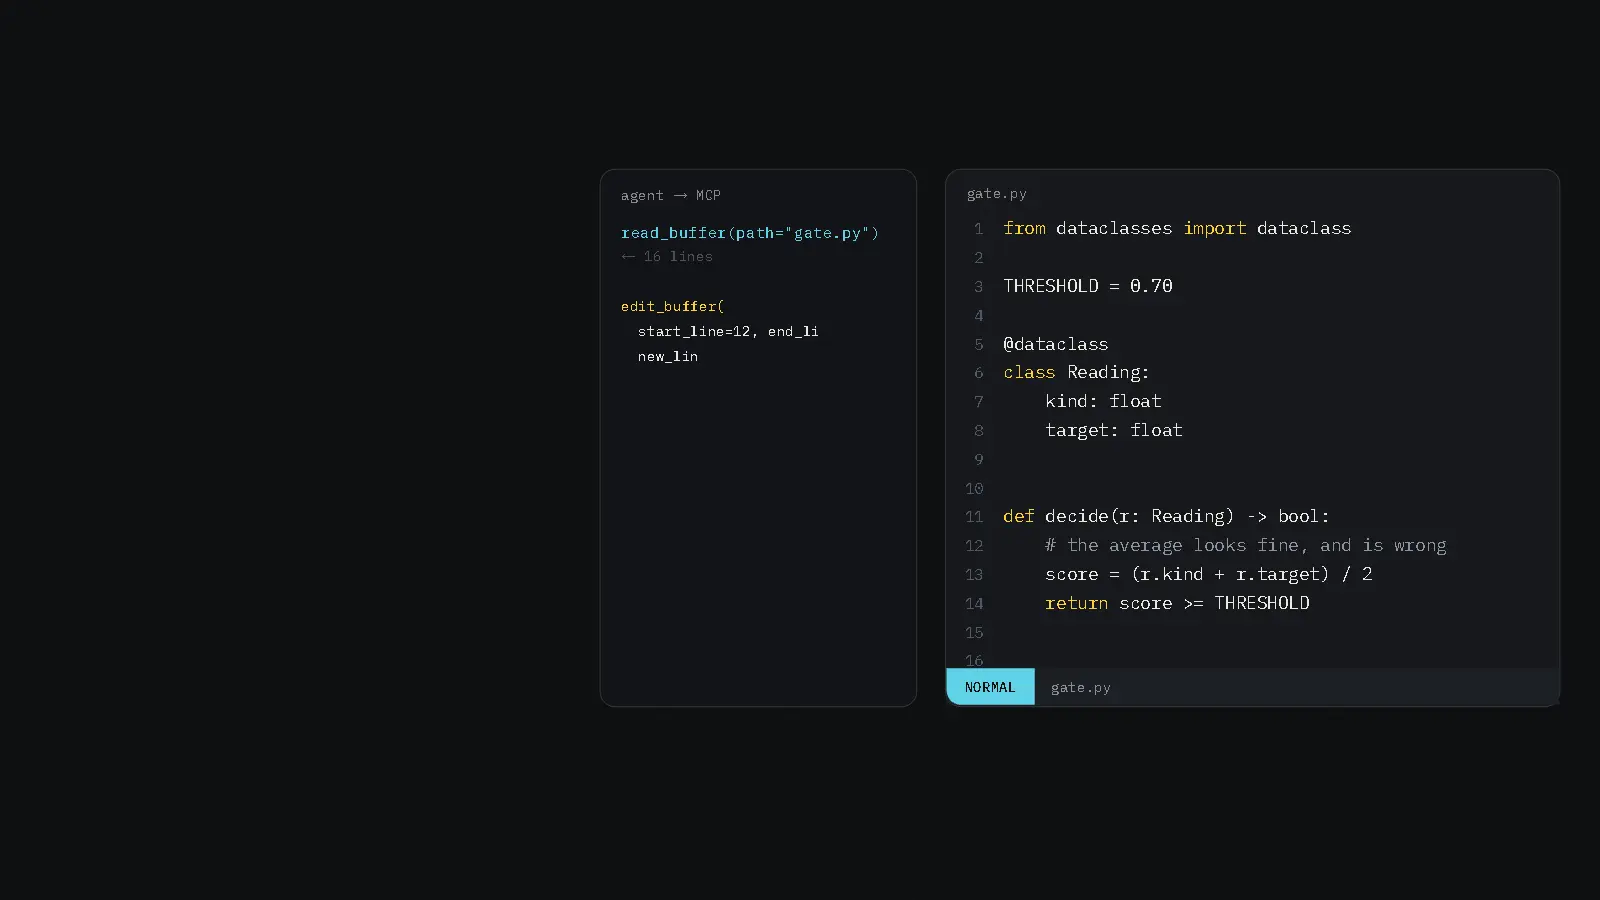 agent → MCP
read_buffer(path="gate.py")
← 16 lines
edit_buffer(
  start_line=12, end_li
  new_lin
gate.py
1 from dataclasses import dataclass
2
3 THRESHOLD = 0.70
4
5 @dataclass
6 class Reading:
7     kind: float
8     target: float
9
10
11 def decide(r: Reading) -> bool:
12     # the average looks fine, and is wrong
13     score = (r.kind + r.target) / 2
14     return score >= THRESHOLD
15
16
NORMAL gate.py